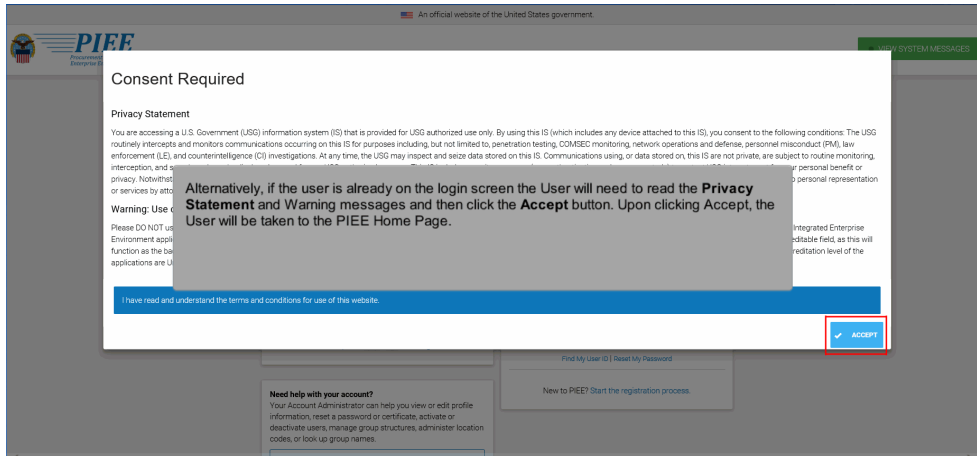 An official website of the United States government.
PIEE
Procurement
Enterprise
VIEW SYSTEM MESSAGES
Consent Required
Privacy Statement
You are accessing a U.S. Government (USG) information system (IS) that is provided for USG authorized use only. By using this IS (which includes any device attached to this IS), you consent to the following conditions: The USG
routinely intercepts and monitors communications occurring on this IS for purposes including, but not limited to, penetration testing, COMSEC monitoring, network operations and defense, personnel misconduct (PM), law
enforcement (LE), and counterintelligence (CI) investigations. At any time, the USG may inspect and seize data stored on this IS. Communications using, or data stored on, this IS are not private, are subject to routine monitoring,
interception, and personal benefit or
privacy. personal representation
or services by
Alternatively, if the user is already on the login screen the User will need to read the Privacy
Statement and Warning messages and then click the Accept button. Upon clicking Accept, the
User will be taken to the PIEE Home Page.
Warning: Use
Please DO NOT Integrated Enterprise
Environment editable field, as this will
function as the level of the
applications are
I have read and understand the terms and conditions for use of this website.
ACCEPT
Find My User ID | Reset My Password
New to PIEE? Start the registration process.
Need help with your account?
Your Account Administrator can help you view or edit profile
information, reset a password or certificate, activate or
deactivate users, manage group structures, administer location
codes, or look up group names.